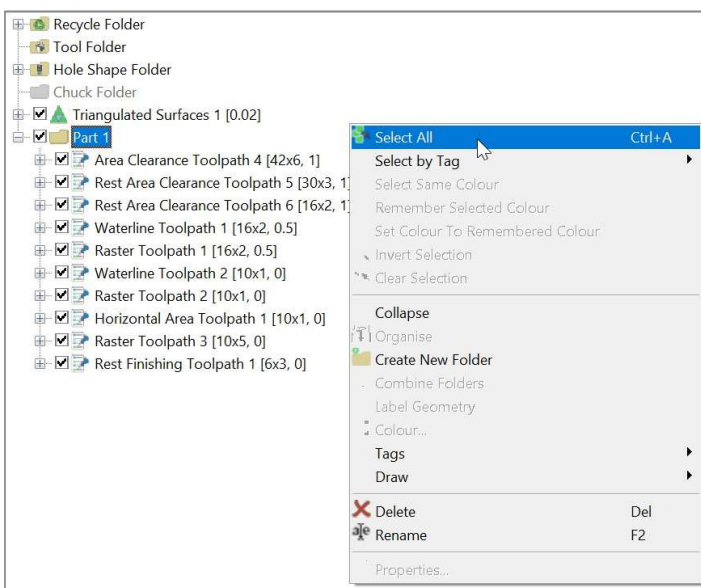 Recycle Folder
Tool Folder
Hole Shape Folder
Chuck Folder
Triangulated Surfaces 1 [0.02]
Part 1
Area Clearance Toolpath 4 [42x6, 1]
Rest Area Clearance Toolpath 5 [30x3, 1]
Rest Area Clearance Toolpath 6 [16x2, 1]
Waterline Toolpath 1 [16x2, 0.5]
Raster Toolpath 1 [16x2, 0.5]
Waterline Toolpath 2 [10x1, 0]
Raster Toolpath 2 [10x1, 0]
Horizontal Area Toolpath 1 [10x1, 0]
Raster Toolpath 3 [10x5, 0]
Rest Finishing Toolpath 1 [6x3, 0]
Select All Ctrl+A
Select by Tag
Select Same Colour
Remember Selected Colour
Set Colour To Remembered Colour
Invert Selection
Clear Selection
Collapse
Organise
Create New Folder
Combine Folders
Label Geometry
Colour...
Tags
Draw
Delete Del
Rename F2
Properties...